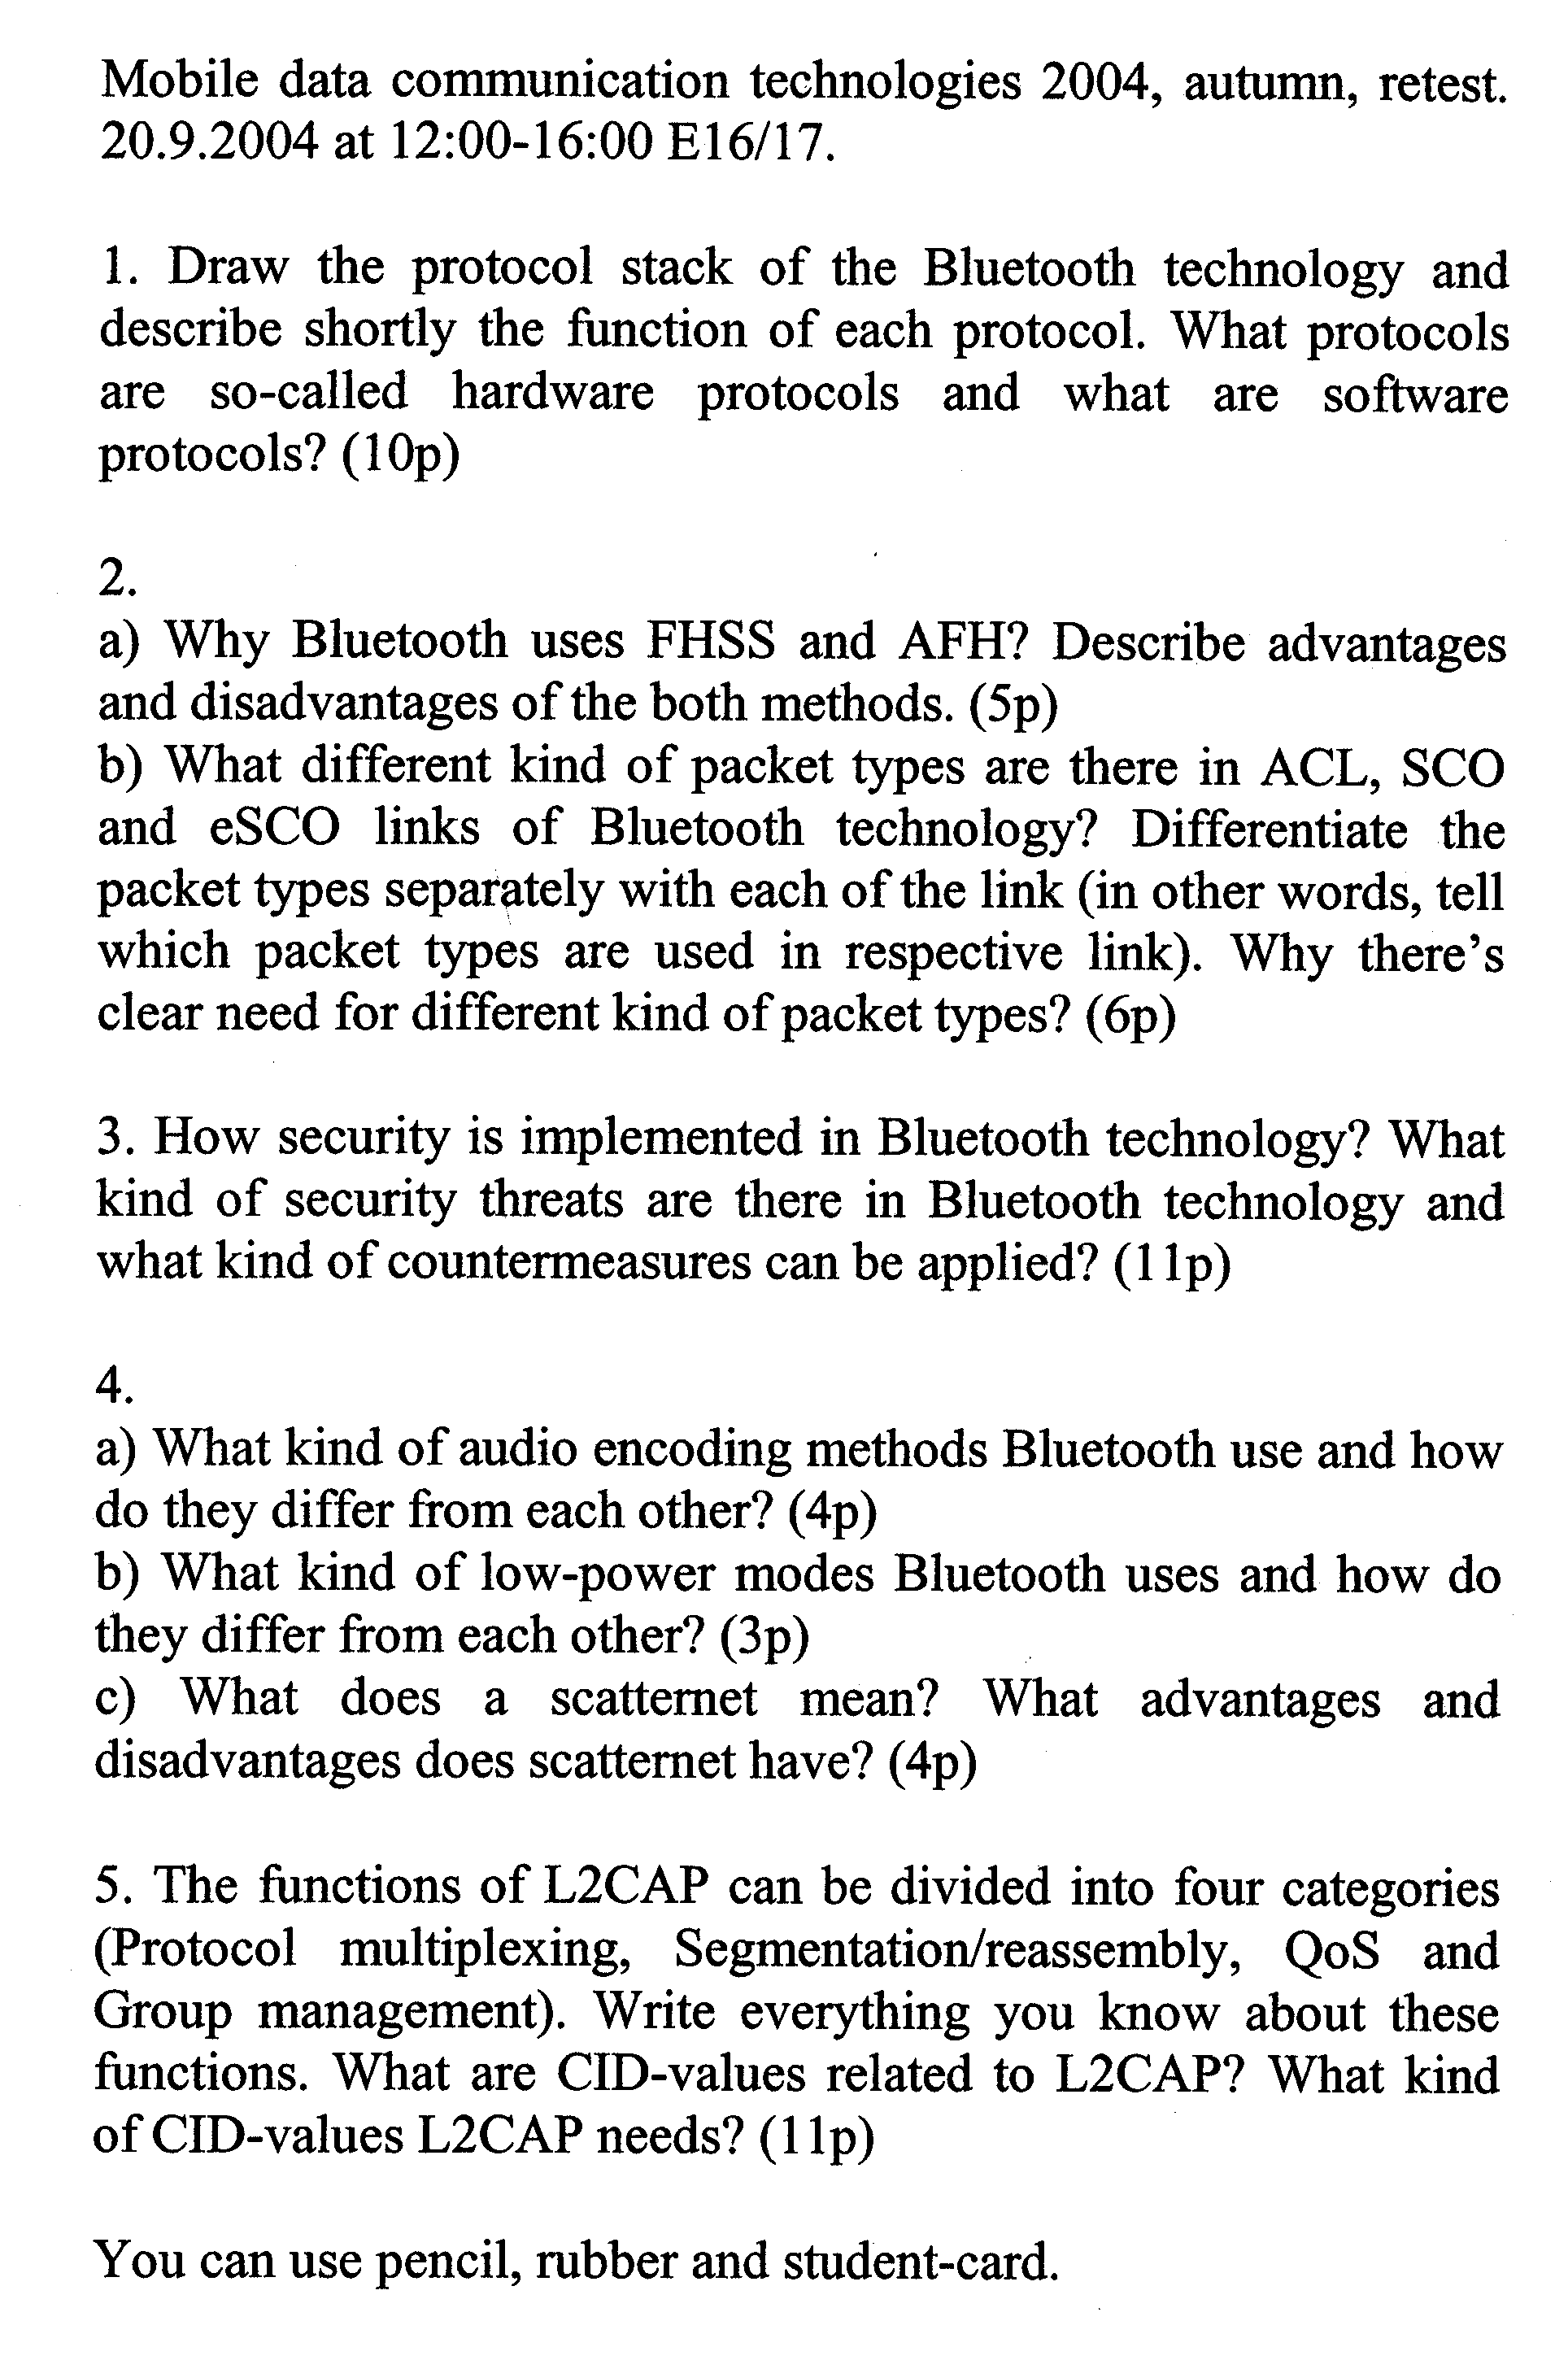 Mobile data communication technologies 2004, autumn, retest.
20.9.2004 at 12:00-16:00 E16/17.
1. Draw the protocol stack of the Bluetooth technology and
describe shortly the function of each protocol. What protocols
are so-called hardware protocols and what are software
protocols? (10p)
2.
a) Why Bluetooth uses FHSS and AFH? Describe advantages
and disadvantages of the both methods. (5p)
b) What different kind of packet types are there in ACL, SCO
and eSCO links of Bluetooth technology? Differentiate the
packet types separately with each of the link (in other words, tell
which packet types are used in respective link). Why there's
clear need for different kind of packet types? (6p)
3. How security is implemented in Bluetooth technology? What
kind of security threats are there in Bluetooth technology and
what kind of countermeasures can be applied? (11p)
4.
a) What kind of audio encoding methods Bluetooth use and how
do they differ from each other? (4p)
b) What kind of low-power modes Bluetooth uses and how do
they differ from each other? (3p)
c) What does a scatternet mean? What advantages and
disadvantages does scatternet have? (4p)
5. The functions of L2CAP can be divided into four categories
(Protocol multiplexing, Segmentation/reassembly, QoS and
Group management). Write everything you know about these
functions. What are CID-values related to L2CAP? What kind
of CID-values L2CAP needs? (11p)
You can use pencil, rubber and student-card.